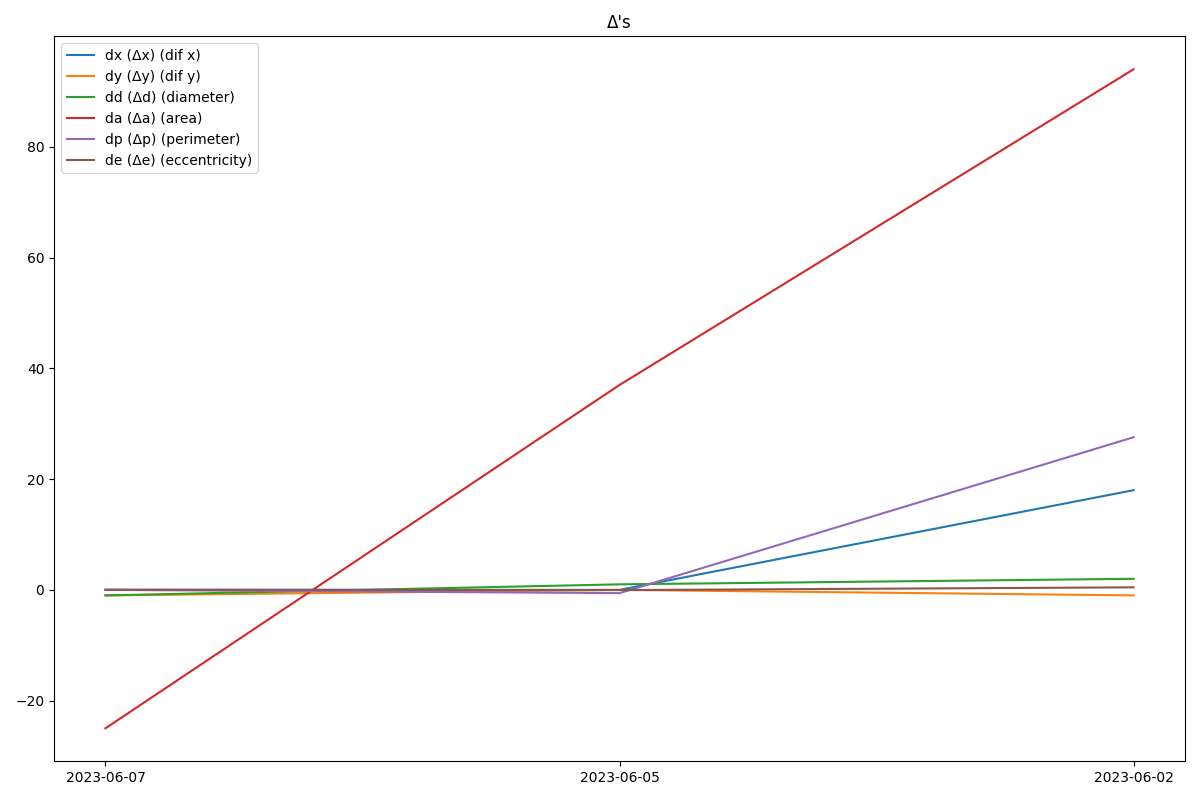 Δ's
dx (Δx) (dif x)
dy (Δy) (dif y)
dd (Δd) (diameter)
da (Δa) (area)
dp (Δp) (perimeter)
de (Δe) (eccentricity)
80
60
40
20
0
−20
2023-06-07 2023-06-05 2023-06-02